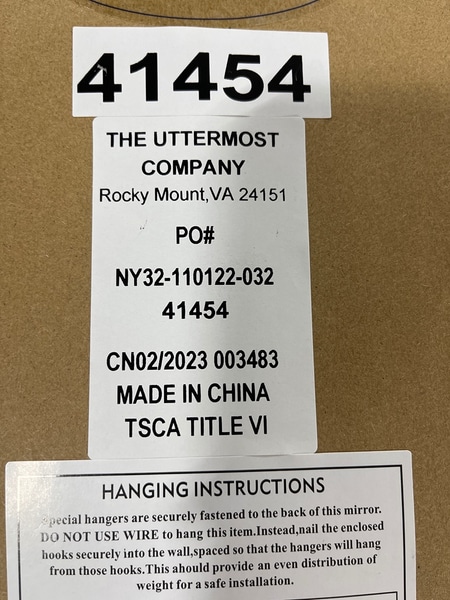 41454
THE UTTERMOST
COMPANY
Rocky Mount,VA 24151
PO#
NY32-110122-032
41454
CN02/2023 003483
MADE IN CHINA
TSCA TITLE VI
HANGING INSTRUCTIONS
Special hangers are securely fastened to the back of this mirror.
DO NOT USE WIRE to hang this item.Instead,nail the enclosed
hooks securely into the wall,spaced so that the hangers will hang
from those hooks.This ahould provide an even distribution of
weight for a safe installation.